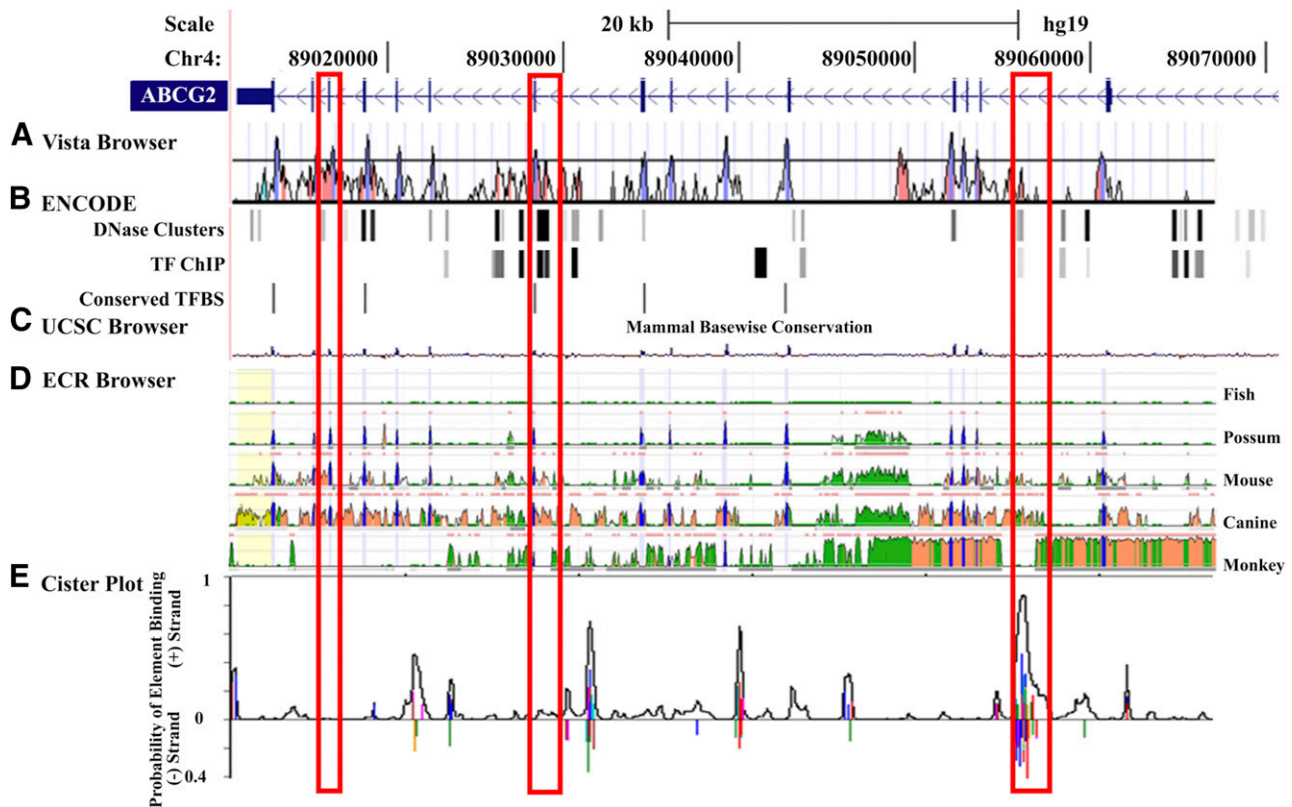 Scale 20 kb hg19
Chr4: 89020000 89030000 89040000 89050000 89060000 89070000
ABCG2
A Vista Browser
B ENCODE
DNase Clusters
TF ChIP
Conserved TFBS
C UCSC Browser Mammal Basewise Conservation
D ECR Browser
Fish
Possum
Mouse
Canine
Monkey
E Cister Plot
Probability of Element Binding
(-) Strand (+) Strand
1
0
0.4